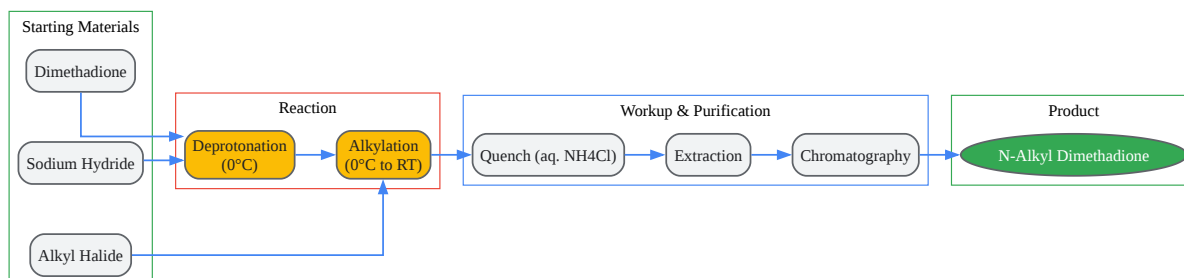 Starting Materials
Dimethadione
Sodium Hydride
Alkyl Halide
Reaction
Deprotonation
(0°C)
Alkylation
(0°C to RT)
Workup & Purification
Quench (aq. NH4Cl)
Extraction
Chromatography
Product
N-Alkyl Dimethadione